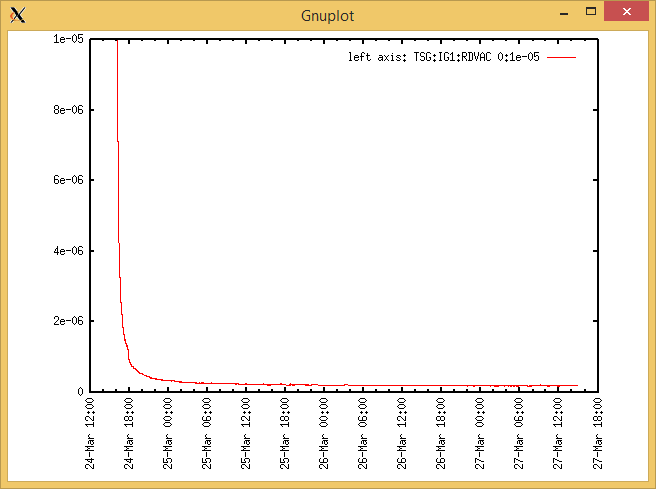 Gnuplot
left axis: TSG:IG1:RDVAC 0:1e-05
1e-05
8e-06
6e-06
4e-06
2e-06
0
24-Mar 12:00
24-Mar 18:00
25-Mar 00:00
25-Mar 06:00
25-Mar 12:00
25-Mar 18:00
26-Mar 00:00
26-Mar 06:00
26-Mar 12:00
26-Mar 18:00
27-Mar 00:00
27-Mar 06:00
27-Mar 12:00
27-Mar 18:00